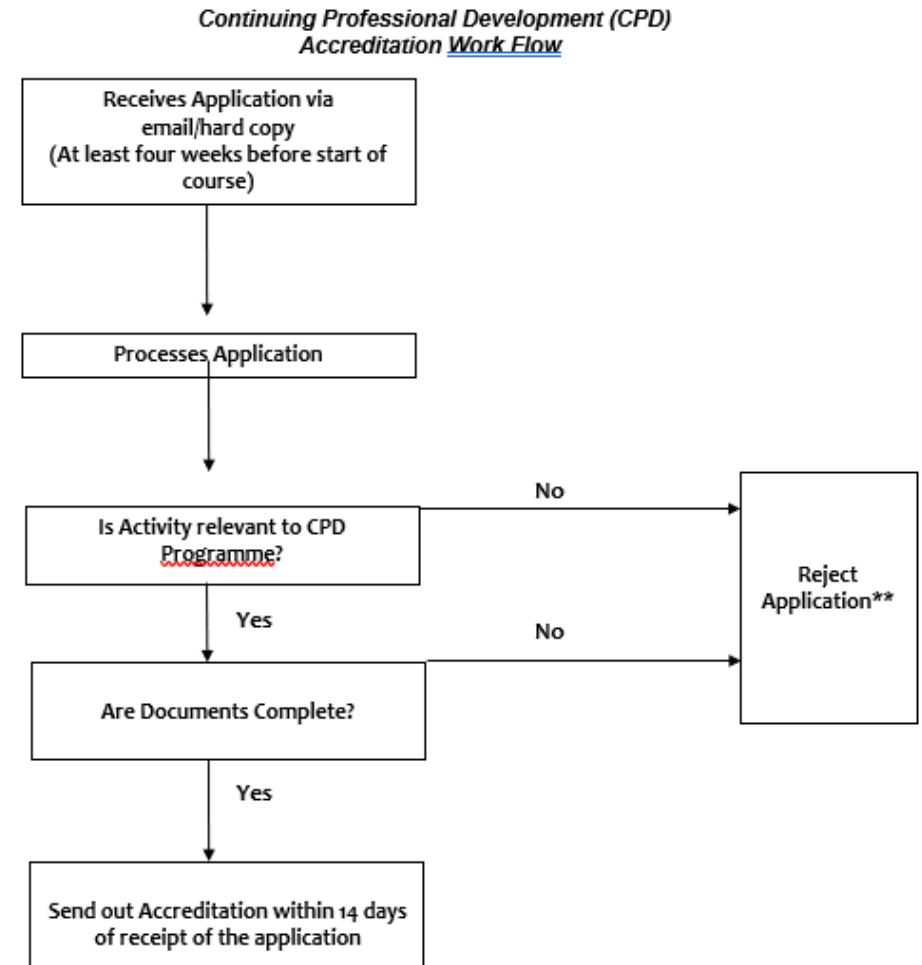 Continuing Professional Development (CPD)
Accreditation Work Flow
Receives Application via
email/hard copy
(At least four weeks before start of
course)
Processes Application
Is Activity relevant to CPD
Programme?
No
Reject
Application**
Yes
No
Are Documents Complete?
Yes
Send out Accreditation within 14 days
of receipt of the application